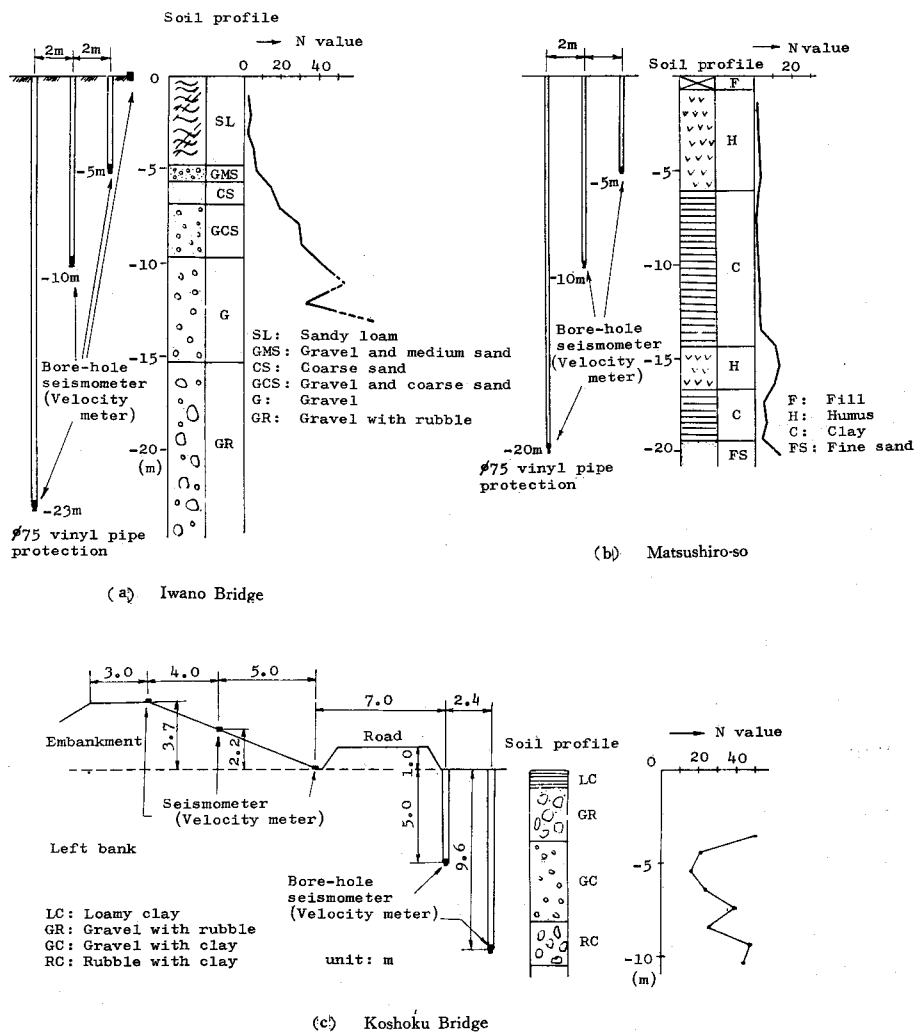 Soil profile
N value
2m 2m
0 20 40
0
SL
-5
-5m
GMS
CS
GCS
-10
-10m
G
Bore-hole
seismometer
(Velocity
meter)
-15
SL: Sandy loam
GMS: Gravel and medium sand
CS: Coarse sand
GCS: Gravel and coarse sand
G: Gravel
GR: Gravel with rubble
GR
-20
(m)
-23m
ø75 vinyl pipe
protection
(a) Iwano Bridge
N value
2m
Soil profile
20
F
H
-5
-5m
-10
-10m
C
Bore-hole
seismometer
(Velocity
meter)
-15
H
C
F: Fill
H: Humus
C: Clay
FS: Fine sand
-20
-20m
FS
ø75 vinyl pipe
protection
(b) Matsushiro-so
3.0 4.0 5.0
7.0 2.4
Embankment
3.7
2.2
Road
1.0
Seismometer
(Velocity meter)
5.0
9.6
Left bank
Bore-hole
seismometer
(Velocity meter)
LC: Loamy clay
GR: Gravel with rubble
GC: Gravel with clay
RC: Rubble with clay
unit: m
Soil profile
LC
GR
GC
RC
N value
20 40
0
-5
-10
(m)
(c) Koshoku Bridge